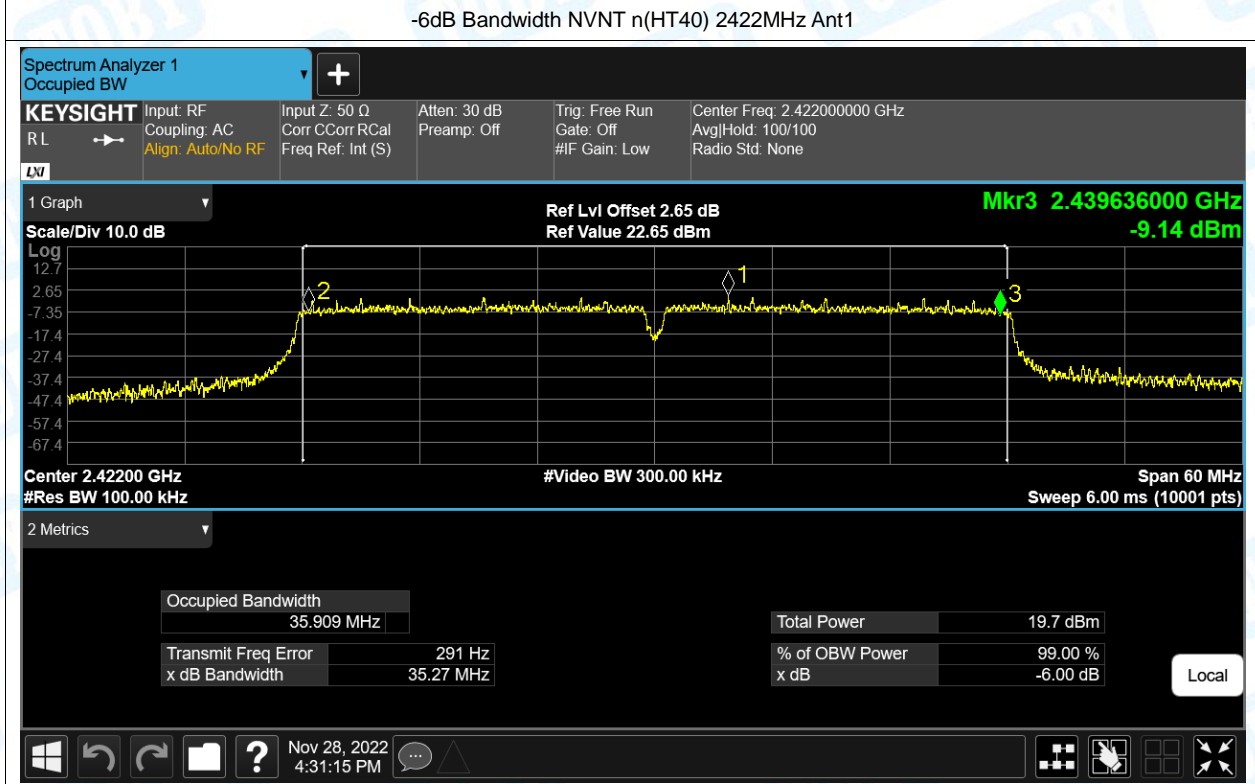 -6dB Bandwidth NVNT n(HT40) 2422MHz Ant1
Spectrum Analyzer 1
Occupied BW
KEYSIGHT
R L
LXI
Input: RF
Coupling: AC
Align: Auto/No RF
Input Z: 50 Ω
Corr CCorr RCal
Freq Ref: Int (S)
Atten: 30 dB
Preamp: Off
Trig: Free Run
Gate: Off
#IF Gain: Low
Center Freq: 2.422000000 GHz
Avg|Hold: 100/100
Radio Std: None
1 Graph
Scale/Div 10.0 dB
Ref Lvl Offset 2.65 dB
Ref Value 22.65 dBm
Mkr3 2.439636000 GHz
-9.14 dBm
Log
12.7
2.65
-7.35
-17.4
-27.4
-37.4
-47.4
-57.4
-67.4
2
1
3
Center 2.42200 GHz
#Video BW 300.00 kHz
Span 60 MHz
#Res BW 100.00 kHz
Sweep 6.00 ms (10001 pts)
2 Metrics
Occupied Bandwidth
35.909 MHz
Total Power 19.7 dBm
Transmit Freq Error 291 Hz
% of OBW Power 99.00 %
x dB Bandwidth 35.27 MHz
x dB -6.00 dB
Local
Nov 28, 2022
4:31:15 PM